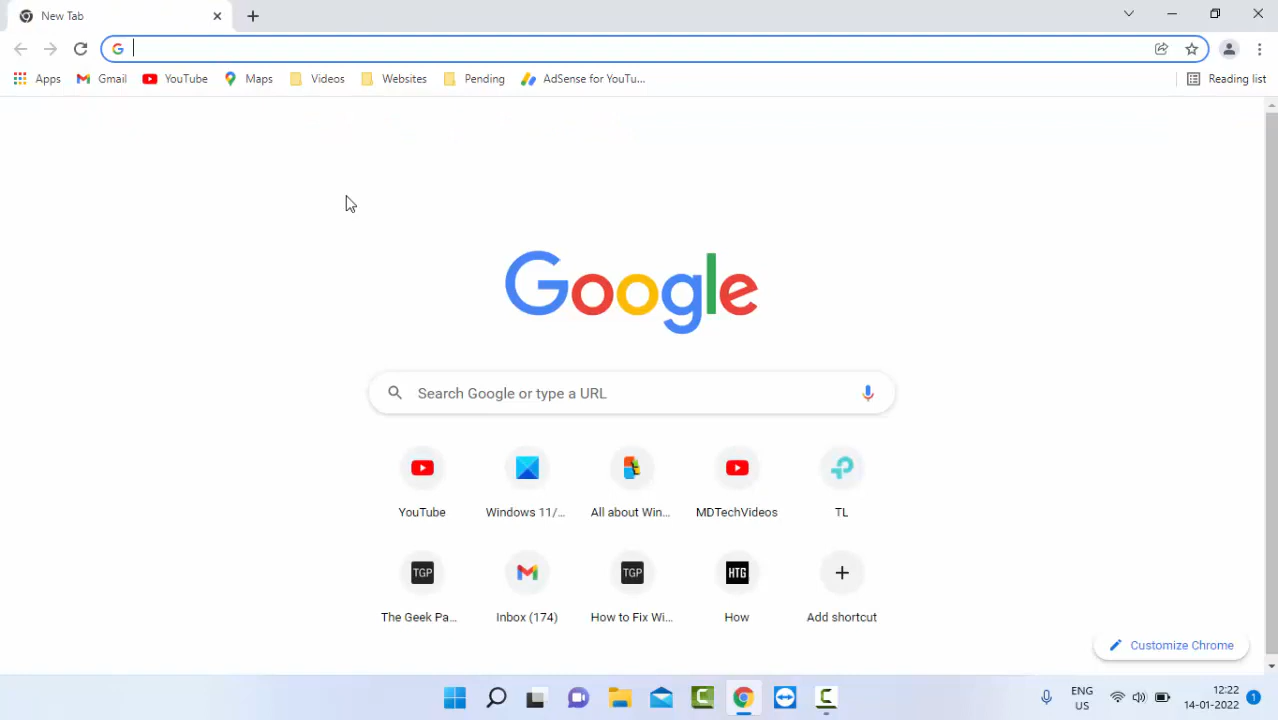 New Tab
Apps Gmail YouTube Maps Videos Websites Pending AdSense for YouTu... Reading list
Google
Search Google or type a URL
YouTube Windows 11/... All about Win... MDTechVideos TL
TGP TGP HTG
The Geek Pa... Inbox (174) How to Fix Wi... How Add shortcut
Customize Chrome
ENG 12:22
US 14-01-2022 1